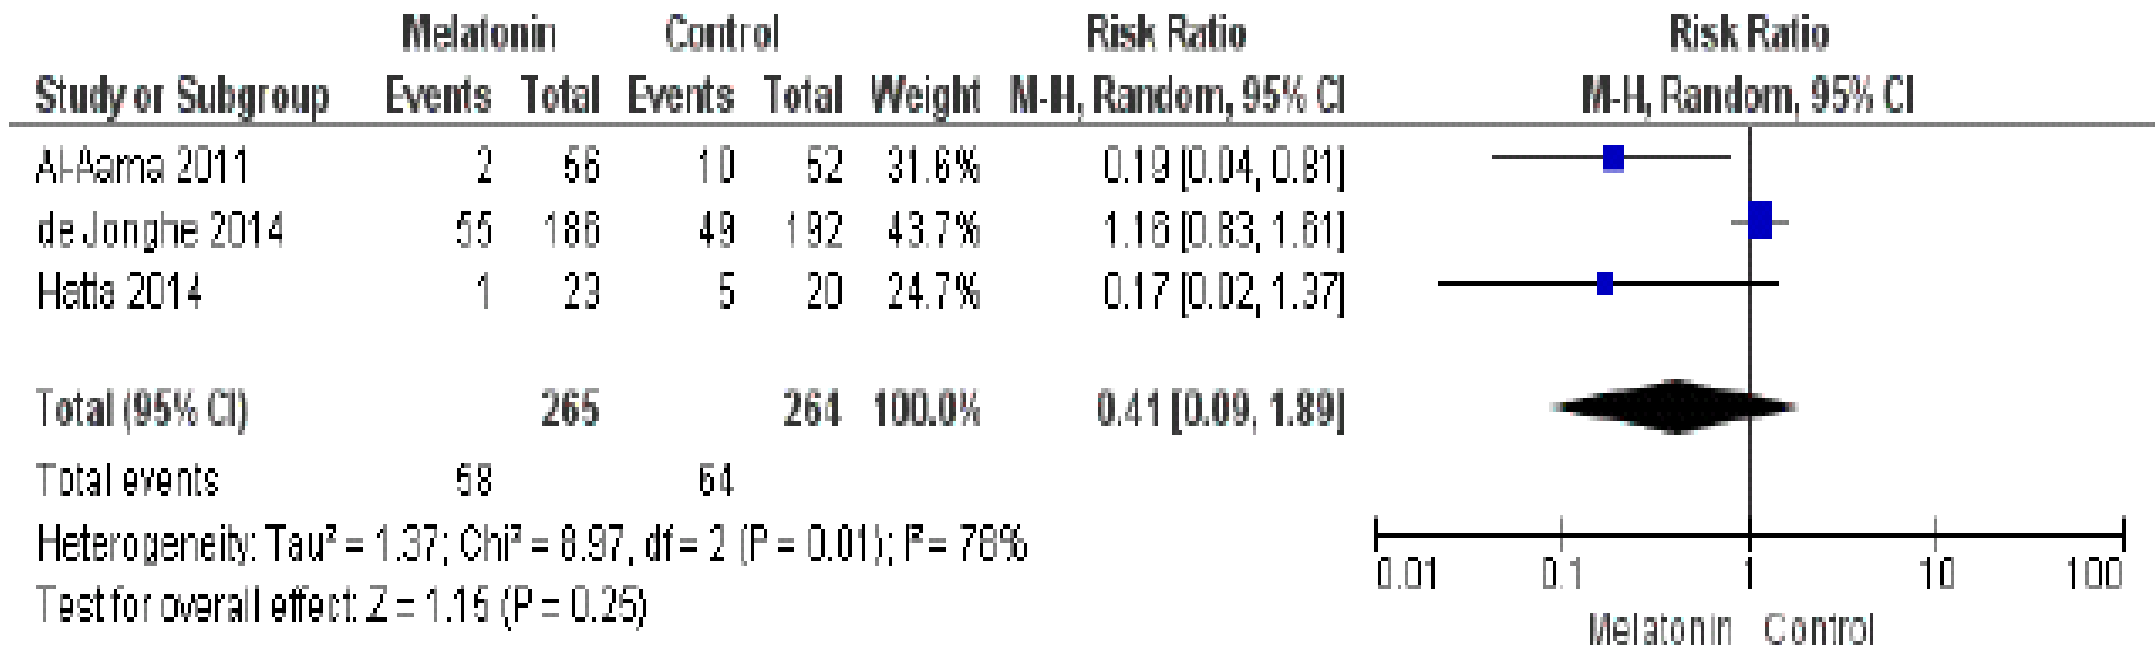 Melatonin Control Risk Ratio Risk Ratio
Study or Subgroup Events Total Events Total Weight M-H, Random, 95% CI M-H, Random, 95% CI
Al-Aama 2011 2 56 10 52 31.6% 0.19 [0.04, 0.81]
de Jonghe 2014 55 186 49 192 43.7% 1.16 [0.83, 1.61]
Hatta 2014 1 23 5 20 24.7% 0.17 [0.02, 1.37]
Total (95% CI) 265 264 100.0% 0.41 [0.09, 1.89]
Total events 58 64
Heterogeneity: Tau² = 1.37; Chi² = 8.97, df = 2 (P = 0.01); I² = 78%
Test for overall effect: Z = 1.15 (P = 0.25)
0.01 0.1 1 10 100
Melatonin Control